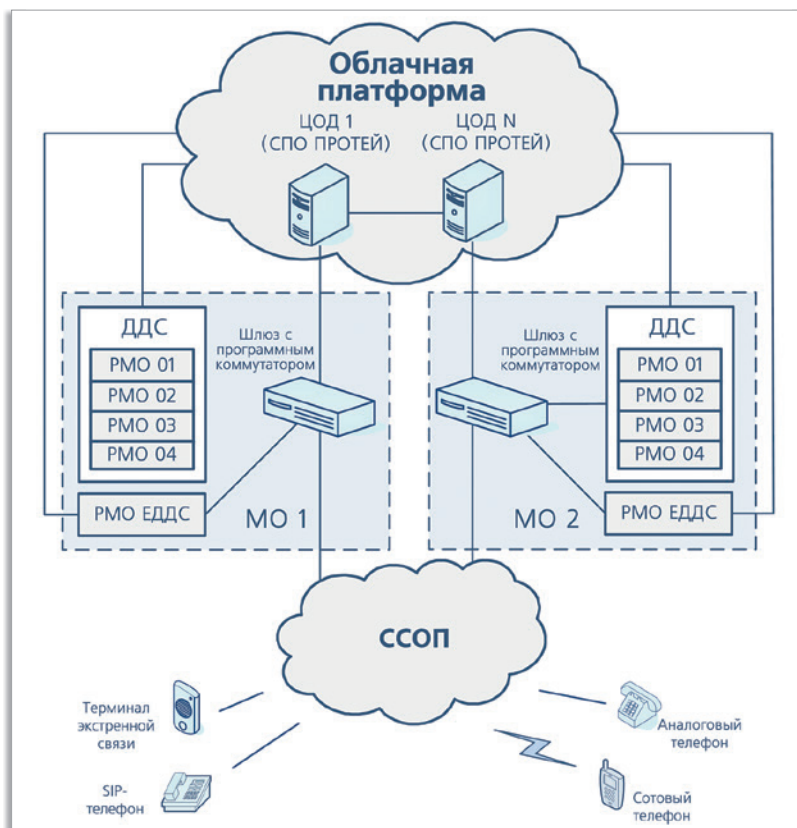 Облачная
платформа
ЦОД 1
(СПО ПРОТЕЙ)
ЦОД N
(СПО ПРОТЕЙ)
ДДС
РМО 01
РМО 02
РМО 03
РМО 04
РМО ЕДДС
Шлюз с
программным
коммутатором
МО 1
Шлюз с
программным
коммутатором
МО 2
ДДС
РМО 01
РМО 02
РМО 03
РМО 04
РМО ЕДДС
ССОП
Терминал
экстренной
связи
SIP-
телефон
Аналоговый
телефон
Сотовый
телефон